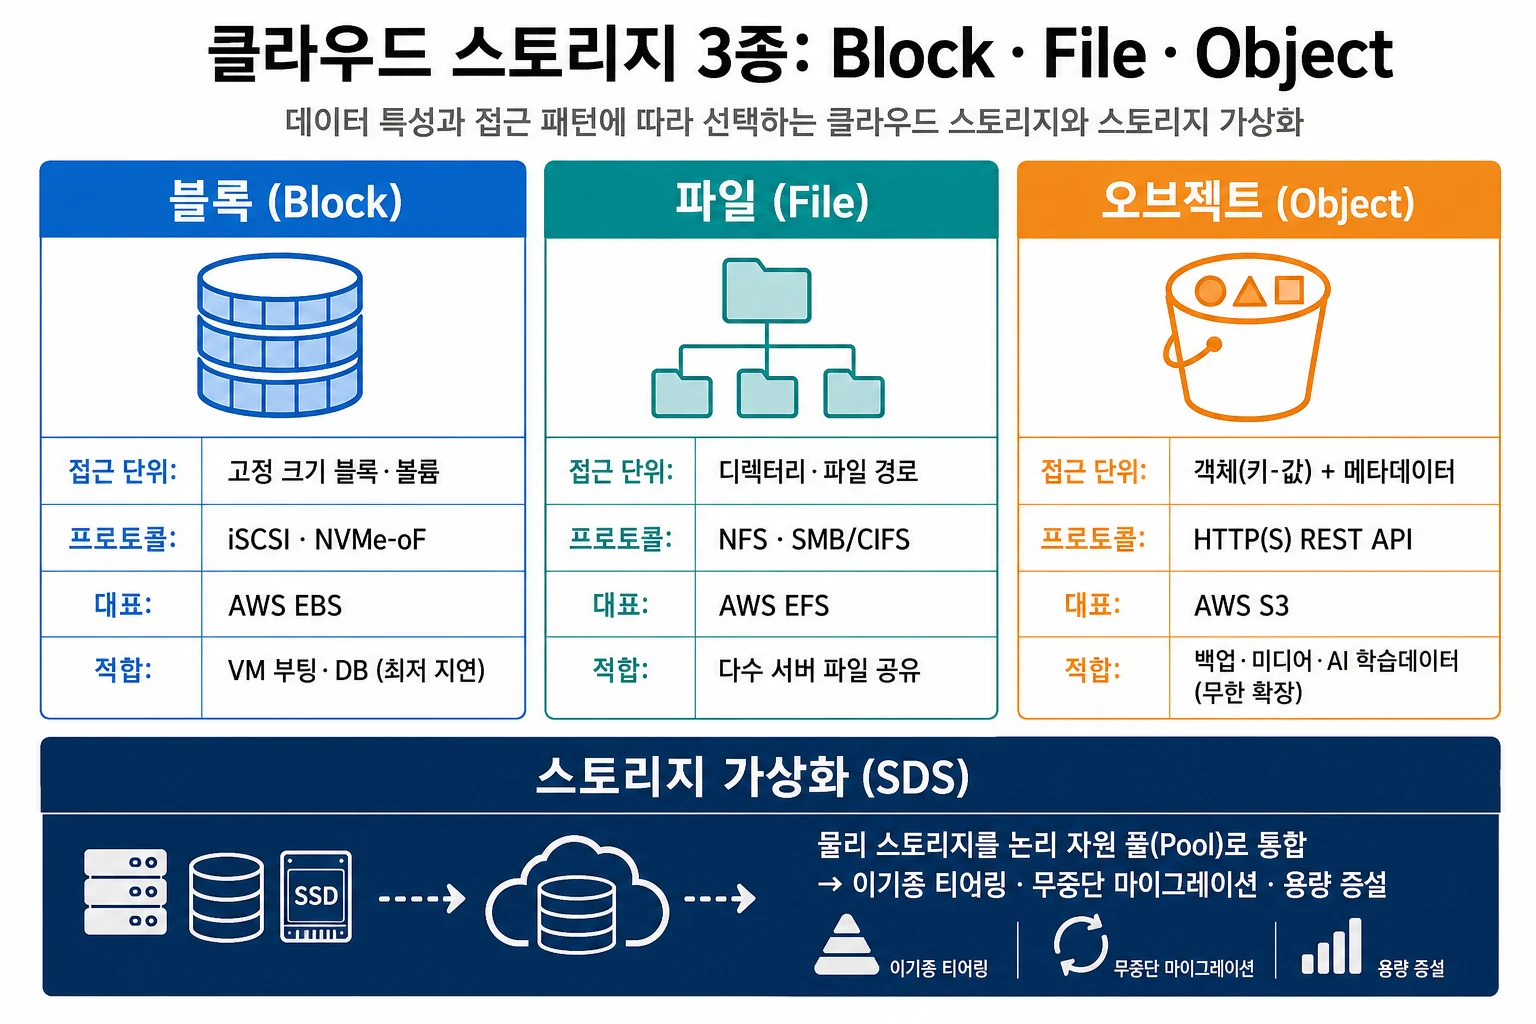 클라우드 스토리지 3종: Block · File · Object
데이터 특성과 접근 패턴에 따라 선택하는 클라우드 스토리지와 스토리지 가상화
블록 (Block)
접근 단위: 고정 크기 블록·볼륨
프로토콜: iSCSI · NVMe-oF
대표: AWS EBS
적합: VM 부팅·DB (최저 지연)
파일 (File)
접근 단위: 디렉터리·파일 경로
프로토콜: NFS · SMB/CIFS
대표: AWS EFS
적합: 다수 서버 파일 공유
오브젝트 (Object)
접근 단위: 객체(키-값) + 메타데이터
프로토콜: HTTP(S) REST API
대표: AWS S3
적합: 백업·미디어·AI 학습데이터
(무한 확장)
스토리지 가상화 (SDS)
SSD
물리 스토리지를 논리 자원 풀(Pool)로 통합
→ 이기종 티어링 · 무중단 마이그레이션 · 용량 증설
이기종 티어링
무중단 마이그레이션
용량 증설